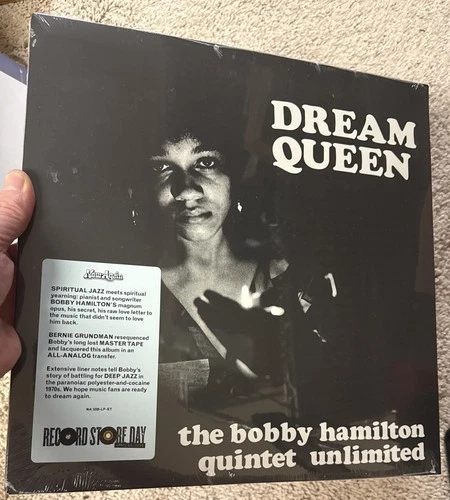 DREAM
QUEEN
Now-Again
SPIRITUAL JAZZ meets spiritual
yearning: pianist and songwriter
BOBBY HAMILTON'S magnum
opus, his secret, his raw love letter to
the music that didn't seem to love
him back.
BERNIE GRUNDMAN resequenced
Bobby's long lost MASTER TAPE
and lacquered this album in an
ALL-ANALOG transfer.
Extensive liner notes tell Bobby's
story of battling for DEEP JAZZ in
the paranoiac polyester-and-cocaine
1970s. We hope music fans are ready
to dream again.
RECORD STORE DAY
the bobby hamilton
quintet unlimited